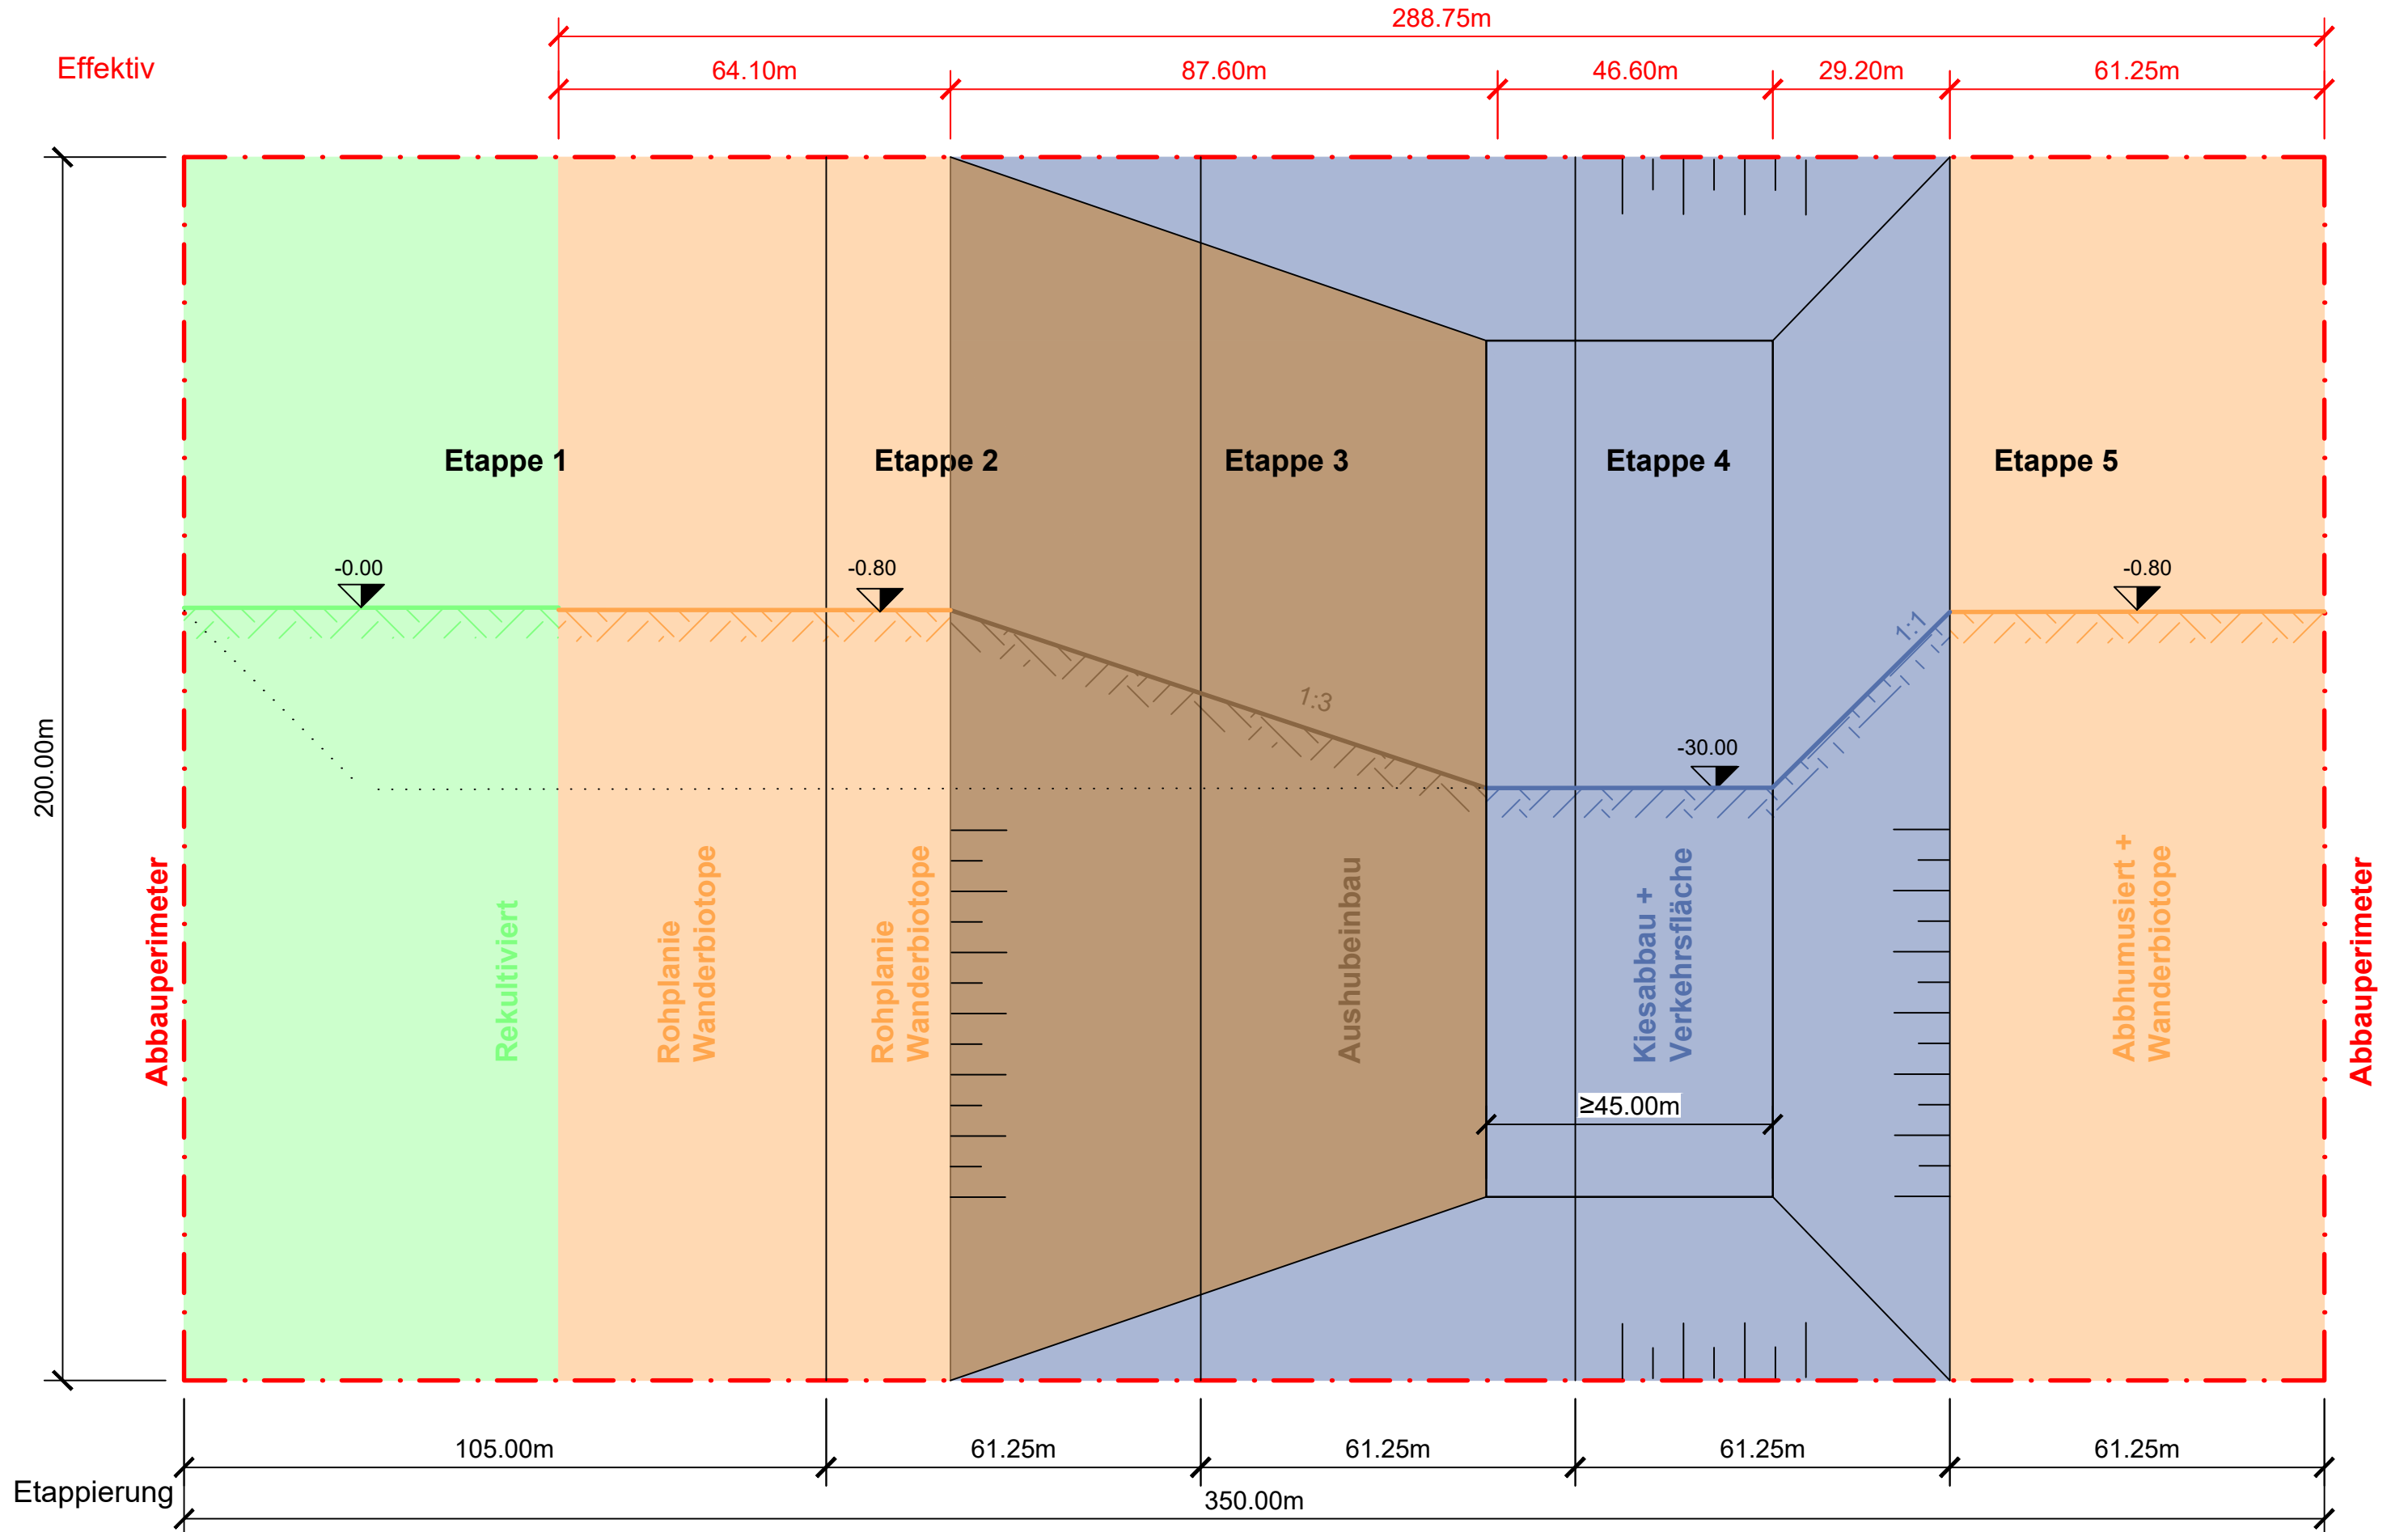 288.75m
Effektiv
64.10m
87.60m
46.60m
29.20m
61.25m
Etappe 1
Etappe 2
Etappe 3
Etappe 4
Etappe 5
-0.00
-0.80
-0.80
1:1
1:3
-30.00
200.00m
Abbauperimeter
Rekultiviert
Rohplanie
Wanderbiotope
Rohplanie
Wanderbiotope
Aushubeinbau
Kiesabbau +
Verkehrsfläche
Abhumusiert +
Wanderbiotope
Abbauperimeter
≥45.00m
105.00m
61.25m
61.25m
61.25m
61.25m
Etappierung
350.00m